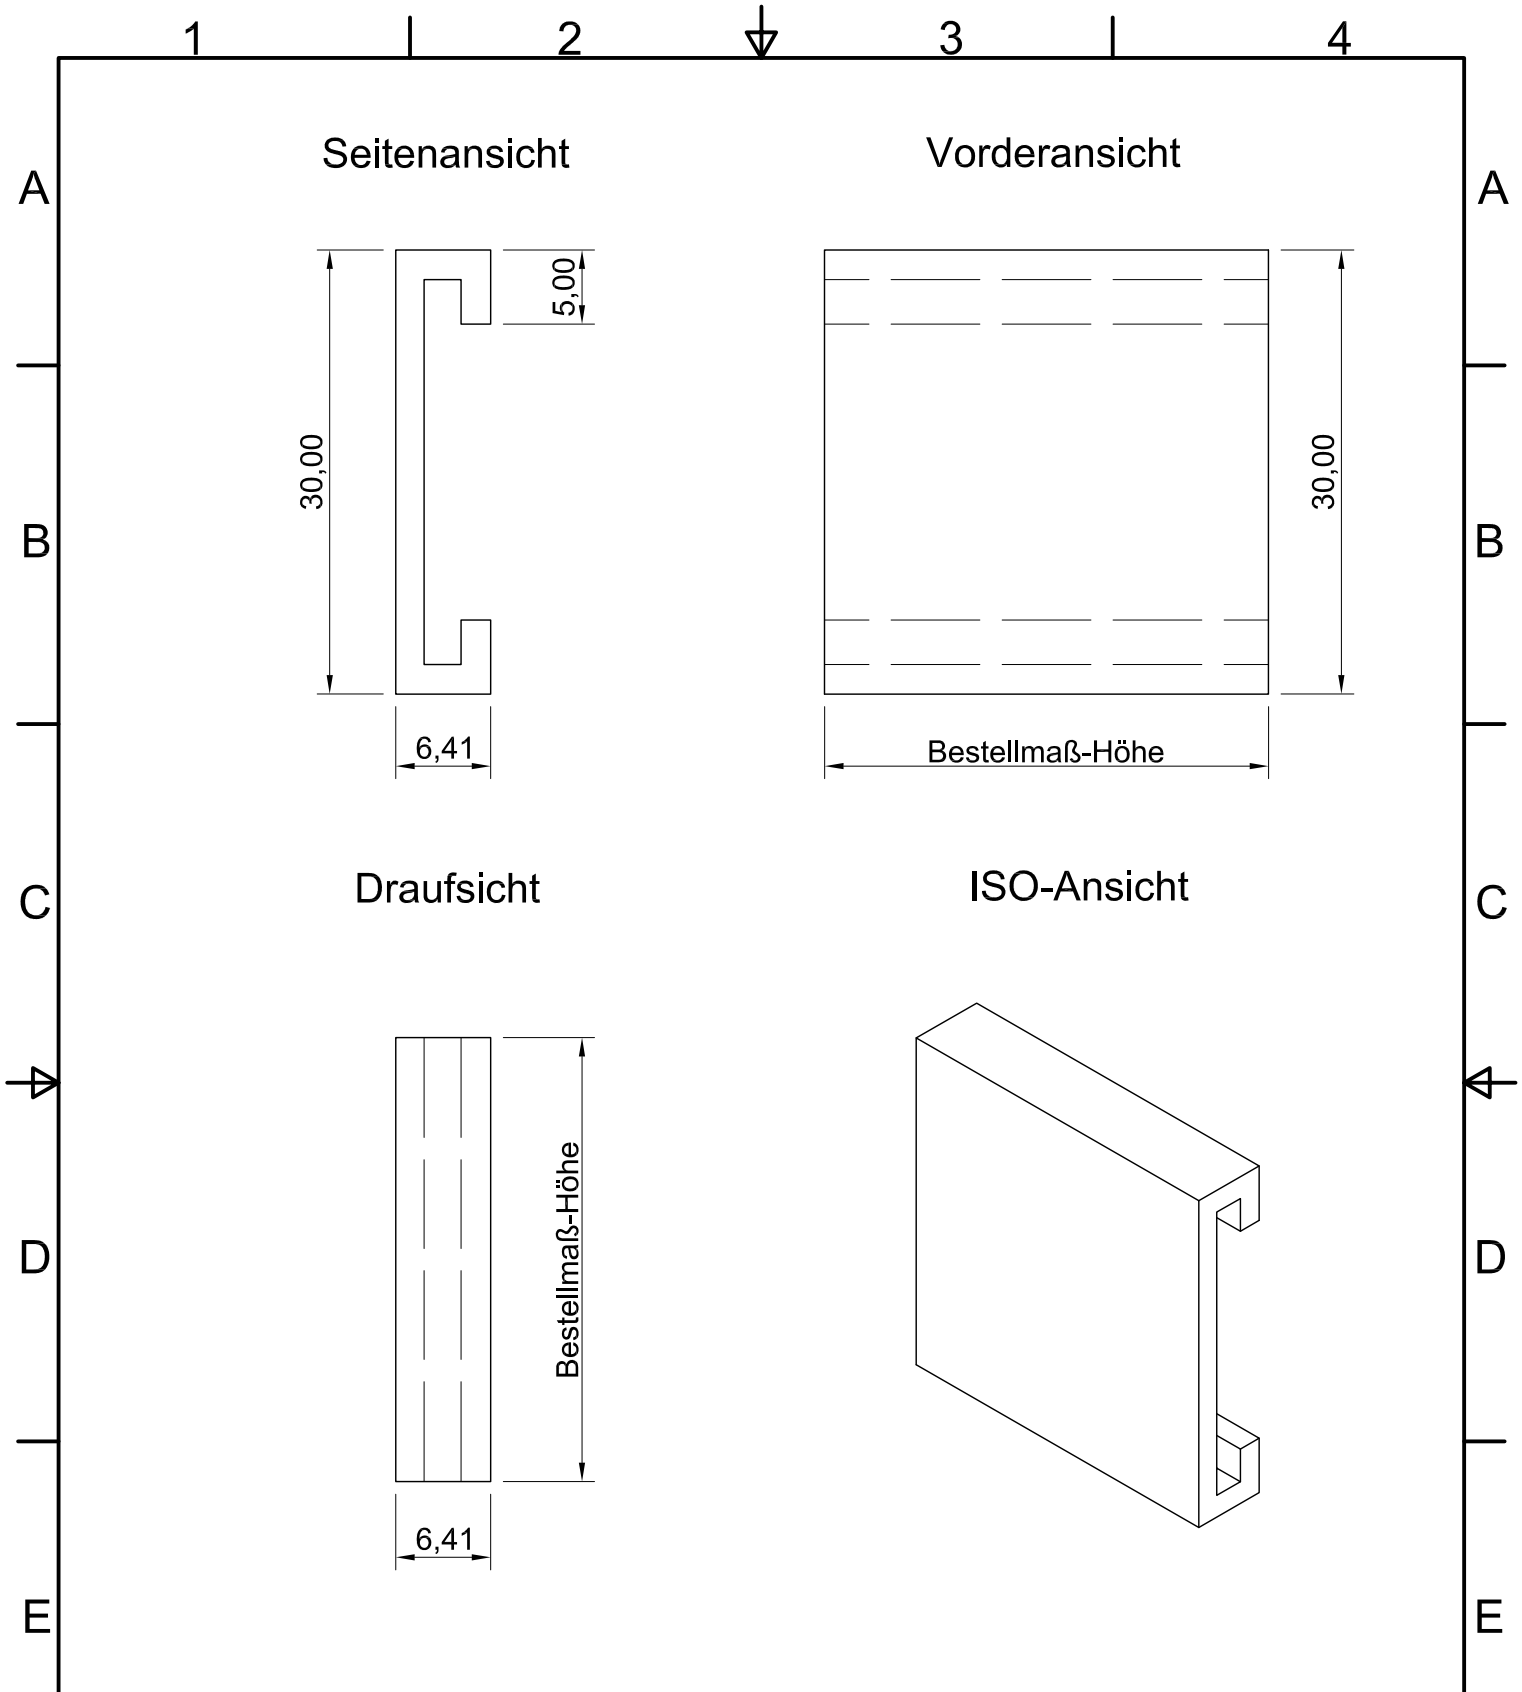 1 2 3 4
Seitenansicht Vorderansicht
A A
5,00
30,00 30,00
B B
6,41 Bestellmaß-Höhe
Draufsicht ISO-Ansicht
C C
Bestellmaß-Höhe
D D
6,41
E E